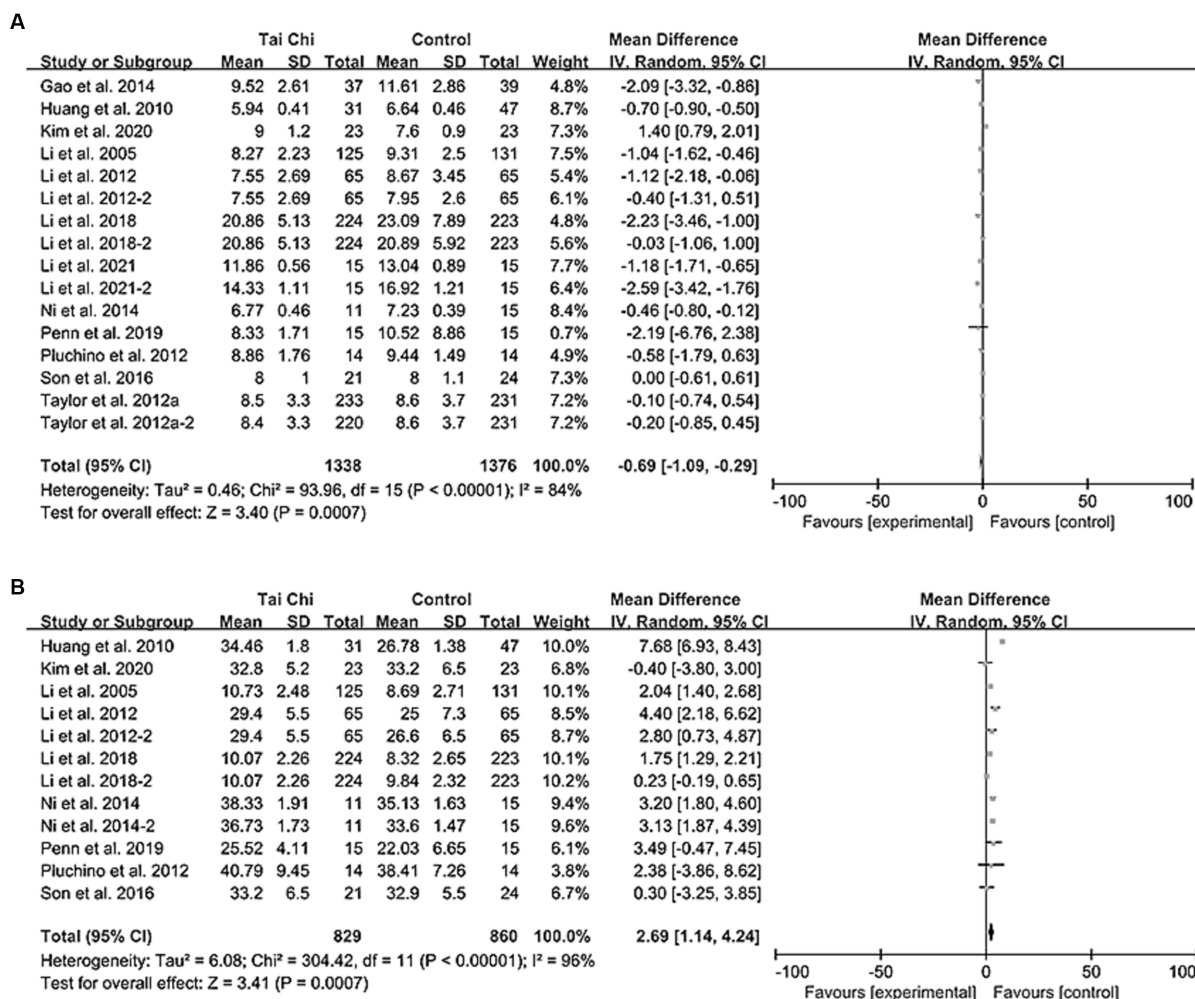 A
Tai Chi Control Mean Difference Mean Difference
Study or Subgroup Mean SD Total Mean SD Total Weight IV, Random, 95% CI IV, Random, 95% CI
Gao et al. 2014 9.52 2.61 37 11.61 2.86 39 4.8% -2.09 [-3.32, -0.86]
Huang et al. 2010 5.94 0.41 31 6.64 0.46 47 8.7% -0.70 [-0.90, -0.50]
Kim et al. 2020 9 1.2 23 7.6 0.9 23 7.3% 1.40 [0.79, 2.01]
Li et al. 2005 8.27 2.23 125 9.31 2.5 131 7.5% -1.04 [-1.62, -0.46]
Li et al. 2012 7.55 2.69 65 8.67 3.45 65 5.4% -1.12 [-2.18, -0.06]
Li et al. 2012-2 7.55 2.69 65 7.95 2.6 65 6.1% -0.40 [-1.31, 0.51]
Li et al. 2018 20.86 5.13 224 23.09 7.89 223 4.8% -2.23 [-3.46, -1.00]
Li et al. 2018-2 20.86 5.13 224 20.89 5.92 223 5.6% -0.03 [-1.06, 1.00]
Li et al. 2021 11.86 0.56 15 13.04 0.89 15 7.7% -1.18 [-1.71, -0.65]
Li et al. 2021-2 14.33 1.11 15 16.92 1.21 15 6.4% -2.59 [-3.42, -1.76]
Ni et al. 2014 6.77 0.46 11 7.23 0.39 15 8.4% -0.46 [-0.80, -0.12]
Penn et al. 2019 8.33 1.71 15 10.52 8.86 15 0.7% -2.19 [-6.76, 2.38]
Pluchino et al. 2012 8.86 1.76 14 9.44 1.49 14 4.9% -0.58 [-1.79, 0.63]
Son et al. 2016 8 1 21 8 1.1 24 7.3% 0.00 [-0.61, 0.61]
Taylor et al. 2012a 8.5 3.3 233 8.6 3.7 231 7.2% -0.10 [-0.74, 0.54]
Taylor et al. 2012a-2 8.4 3.3 220 8.6 3.7 231 7.2% -0.20 [-0.85, 0.45]
Total (95% CI) 1338 1376 100.0% -0.69 [-1.09, -0.29]
Heterogeneity: Tau² = 0.46; Chi² = 93.96, df = 15 (P < 0.00001); I² = 84%
Test for overall effect: Z = 3.40 (P = 0.0007)
-100 -50 0 50 100
Favours [experimental] Favours [control]
B
Tai Chi Control Mean Difference Mean Difference
Study or Subgroup Mean SD Total Mean SD Total Weight IV, Random, 95% CI IV, Random, 95% CI
Huang et al. 2010 34.46 1.8 31 26.78 1.38 47 10.0% 7.68 [6.93, 8.43]
Kim et al. 2020 32.8 5.2 23 33.2 6.5 23 6.8% -0.40 [-3.80, 3.00]
Li et al. 2005 10.73 2.48 125 8.69 2.71 131 10.1% 2.04 [1.40, 2.68]
Li et al. 2012 29.4 5.5 65 25 7.3 65 8.5% 4.40 [2.18, 6.62]
Li et al. 2012-2 29.4 5.5 65 26.6 6.5 65 8.7% 2.80 [0.73, 4.87]
Li et al. 2018 10.07 2.26 224 8.32 2.65 223 10.1% 1.75 [1.29, 2.21]
Li et al. 2018-2 10.07 2.26 224 9.84 2.32 223 10.2% 0.23 [-0.19, 0.65]
Ni et al. 2014 38.33 1.91 11 35.13 1.63 15 9.4% 3.20 [1.80, 4.60]
Ni et al. 2014-2 36.73 1.73 11 33.6 1.47 15 9.6% 3.13 [1.87, 4.39]
Penn et al. 2019 25.52 4.11 15 22.03 6.65 15 6.1% 3.49 [-0.47, 7.45]
Pluchino et al. 2012 40.79 9.45 14 38.41 7.26 14 3.8% 2.38 [-3.86, 8.62]
Son et al. 2016 33.2 6.5 21 32.9 5.5 24 6.6% 0.30 [-3.25, 3.85]
Total (95% CI) 829 860 100.0% 2.69 [1.14, 4.24]
Heterogeneity: Tau² = 6.08; Chi² = 304.42, df = 11 (P < 0.00001); I² = 96%
Test for overall effect: Z = 3.41 (P = 0.0007)
-100 -50 0 50 100
Favours [experimental] Favours [control]